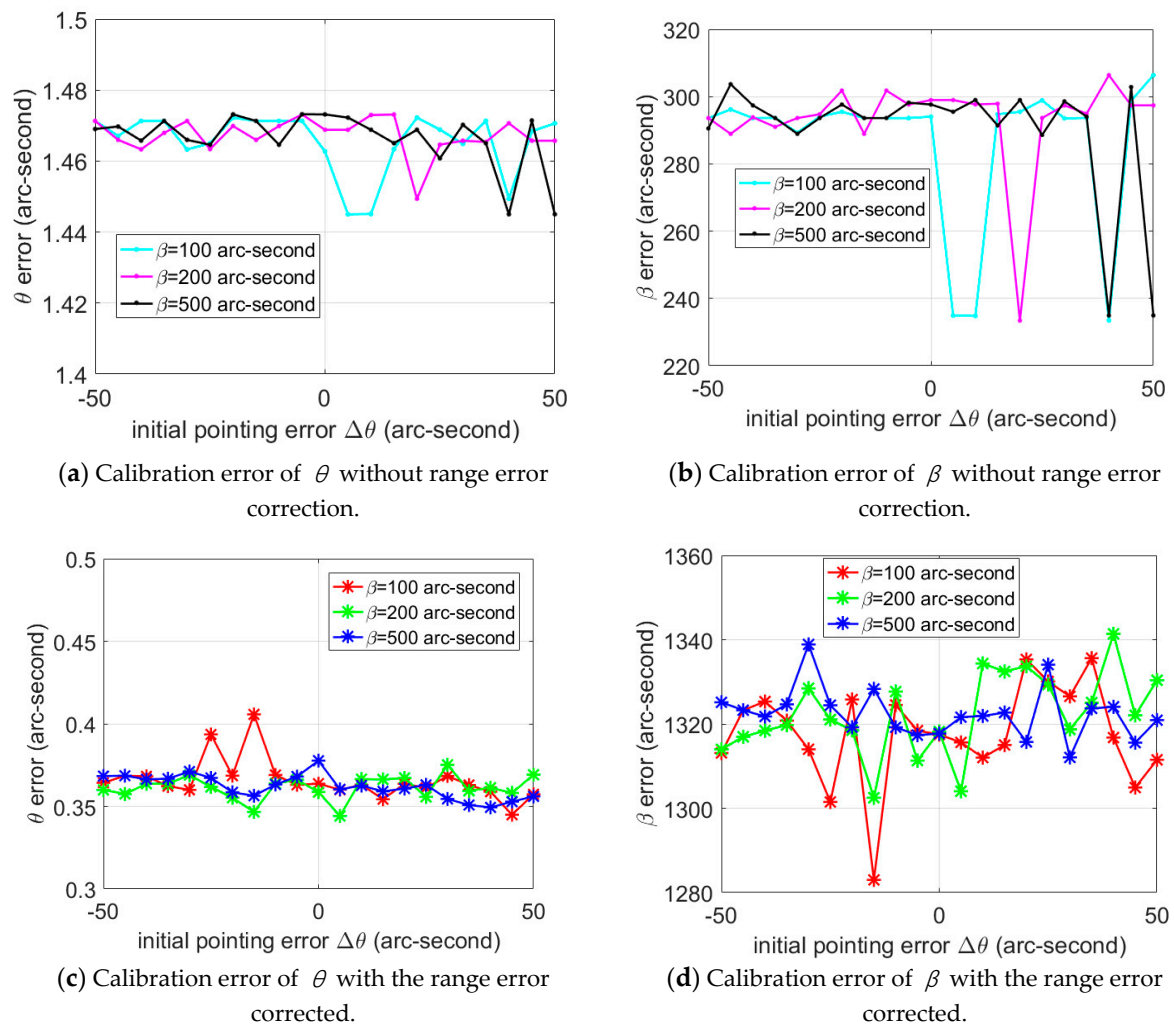 1.5
1.48
1.46
1.44
1.42
1.4
θ error (arc-second)
β=100 arc-second
β=200 arc-second
β=500 arc-second
-50 0 50
initial pointing error Δθ (arc-second)
(a) Calibration error of θ without range error
correction.
320
300
280
260
240
220
β error (arc-second)
β=100 arc-second
β=200 arc-second
β=500 arc-second
-50 0 50
initial pointing error Δθ (arc-second)
(b) Calibration error of β without range error
correction.
0.5
0.45
0.4
0.35
0.3
θ error (arc-second)
β=100 arc-second
β=200 arc-second
β=500 arc-second
-50 0 50
initial pointing error Δθ (arc-second)
(c) Calibration error of θ with the range error
corrected.
1360
1340
1320
1300
1280
β error (arc-second)
β=100 arc-second
β=200 arc-second
β=500 arc-second
-50 0 50
initial pointing error Δθ (arc-second)
(d) Calibration error of β with the range error
corrected.